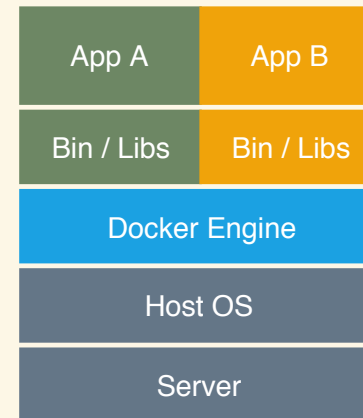 App A App B
Bin / Libs Bin / Libs
Docker Engine
Host OS
Server